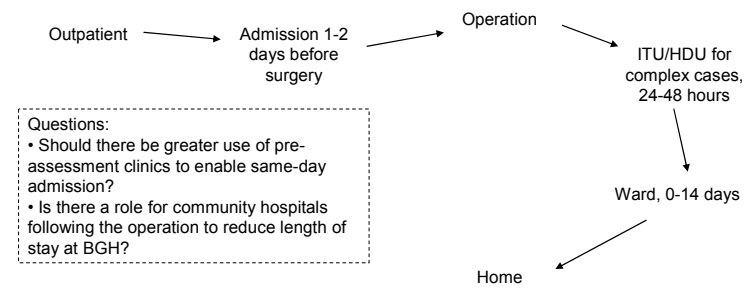 Outpatient
Admission 1-2
days before
surgery
Operation
ITU/HDU for
complex cases,
24-48 hours
Questions:
• Should there be greater use of pre-
assessment clinics to enable same-day
admission?
• Is there a role for community hospitals
following the operation to reduce length of
stay at BGH?
Ward, 0-14 days
Home